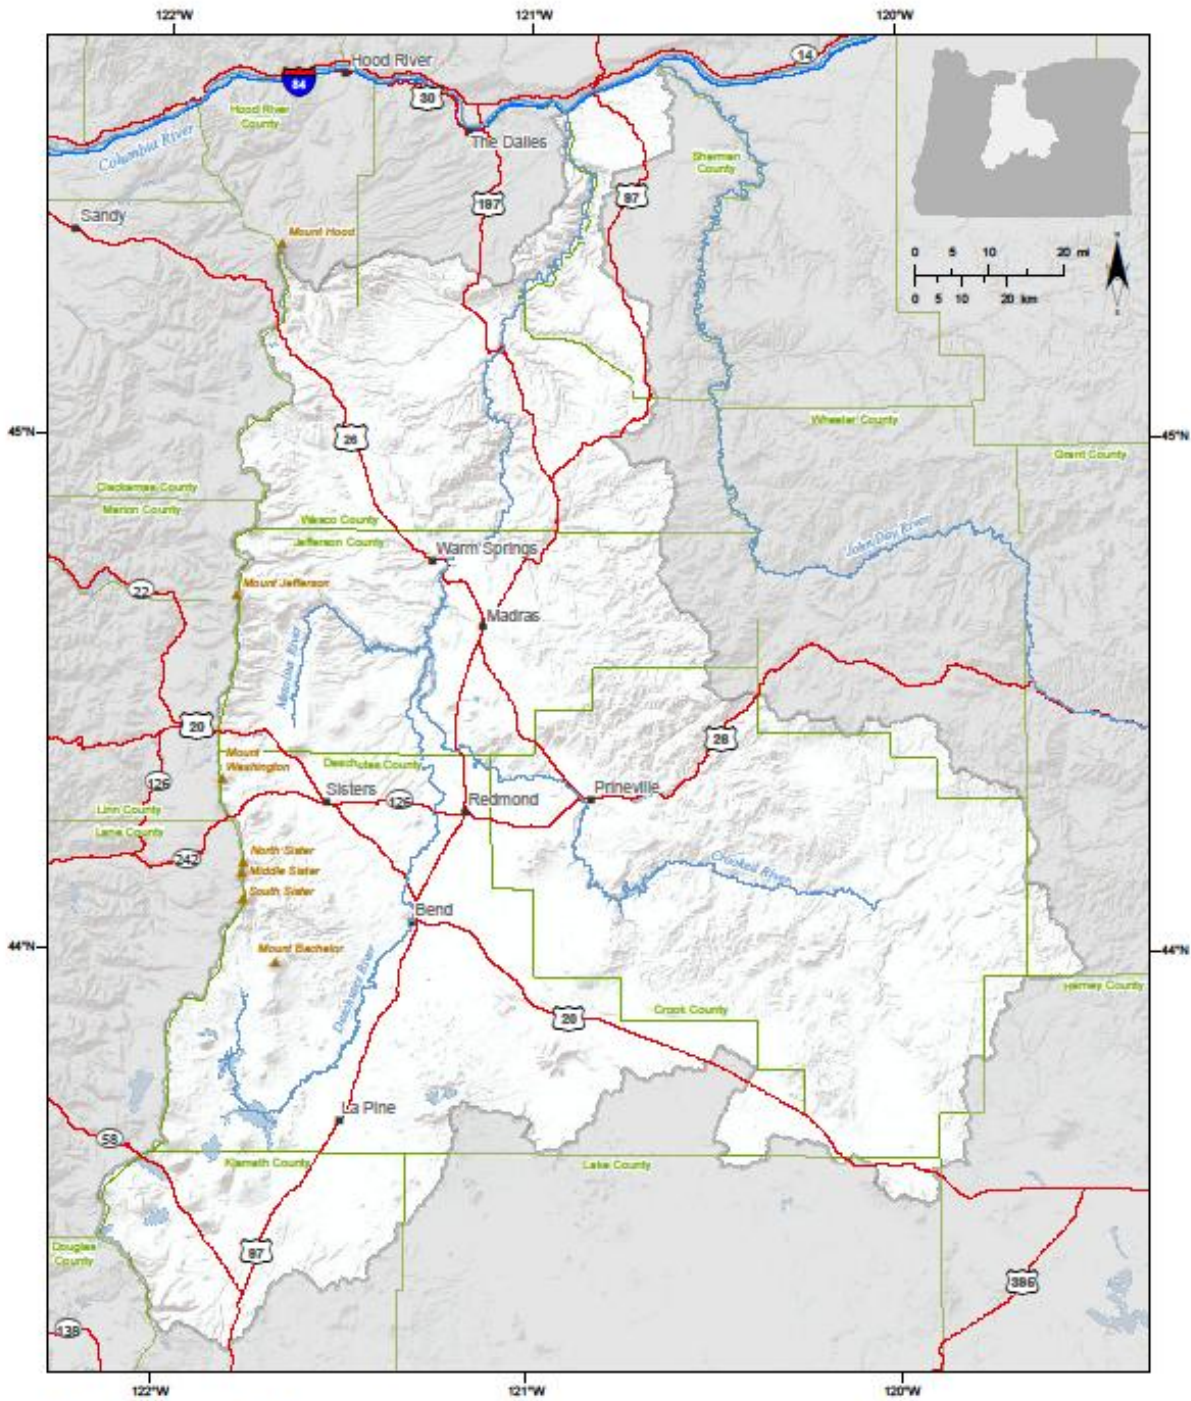 122°W
121°W
120°W
Hood River
14
84
30
Hood River
County
Columbia River
The Dalles
Sherman
County
197
97
Sandy
Mount Hood
0 5 10 20 mi
0 5 10 20 km
45°N
45°N
26
Wheeler County
Grant County
Clackamas County
Marion County
Wasco County
Jefferson County
John Day River
Warm Springs
22
Mount Jefferson
Madras
Metolius River
20
26
Mount
Washington
Deschutes County
126
Sisters
126
Redmond
Prineville
Linn County
Lane County
242
North Sister
Middle Sister
South Sister
Crooked River
Bend
44°N
44°N
Mount Bachelor
Deschutes River
Harney County
20
Crook County
La Pine
58
Klamath County
Lake County
Douglas
County
97
395
138
122°W
121°W
120°W